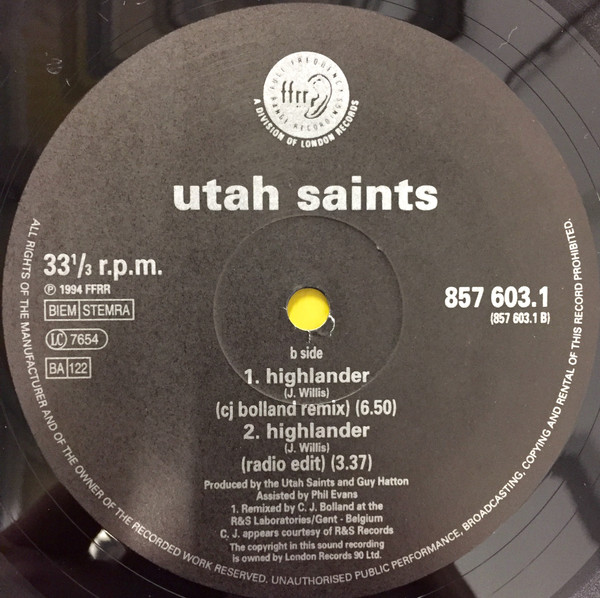 FULL FREQUENCY
ffrr
RANGE RECORDINGS
A DIVISION OF LONDON RECORDS
utah saints
33¹/₃ r.p.m.
℗ 1994 FFRR
BIEM STEMRA
LC 7654
BA 122
857 603.1
(857 603.1 B)
b side
1. highlander
(J. Willis)
(cj bolland remix) (6.50)
2. highlander
(J. Willis)
(radio edit) (3.37)
Produced by the Utah Saints and Guy Hatton
Assisted by Phil Evans
1. Remixed by C. J. Bolland at the
R&S Laboratories/Gent - Belgium
C. J. appears courtesy of R&S Records
The copyright in this sound recording
is owned by London Records 90 Ltd.
ALL RIGHTS OF THE MANUFACTURER AND OF THE OWNER OF THE RECORDED WORK RESERVED. UNAUTHORISED PUBLIC PERFORMANCE, BROADCASTING, COPYING AND RENTAL OF THIS RECORD PROHIBITED.